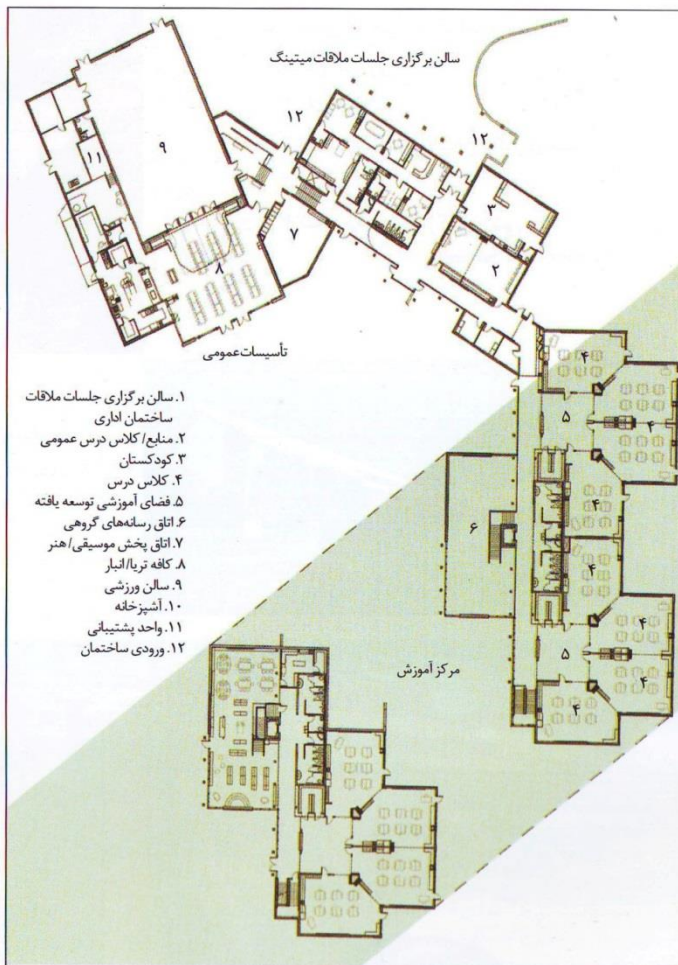 سالن برگزاری جلسات ملاقات میتینگ
۱۲
۱۲
۱۱
۹
۳
۷
۲
۸
تأسیسات عمومی
۴
۱. سالن برگزاری جلسات ملاقات
ساختمان اداری
۲. منابع/ کلاس درس عمومی
۳. کودکستان
۴. کلاس درس
۵. فضای آموزشی توسعه یافته
۶. اتاق رسانه‌های گروهی
۷. اتاق پخش موسیقی/ هنر
۸. کافه تریا/ انبار
۹. سالن ورزشی
۱۰. آشپزخانه
۱۱. واحد پشتیبانی
۱۲. ورودی ساختمان
۵
۴
۴
۶
۴
۴
۵
۴
۴
مرکز آموزش